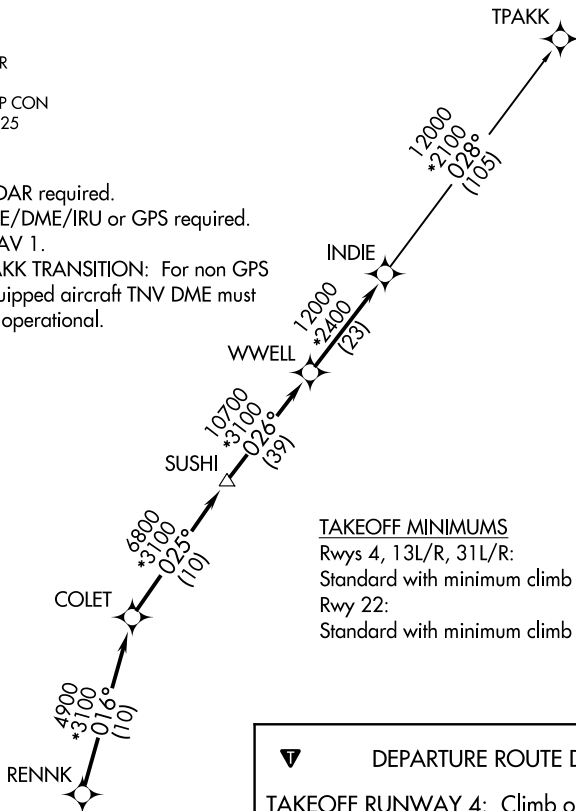 TPAKK
R
P CON
25
12000
*2100
028°
(105)
DAR required.
E/DME/IRU or GPS required.
AV 1.
AKK TRANSITION: For non GPS
uipped aircraft TNV DME must
operational.
INDIE
12000
*2400
(23)
WWELL
10700
*3100
026°
(39)
SUSHI
6800
*3100
025°
(10)
TAKEOFF MINIMUMS
Rwys 4, 13L/R, 31L/R:
Standard with minimum climb
Rwy 22:
Standard with minimum climb
COLET
4900
*3100
016°
(10)
RENNK
T DEPARTURE ROUTE D
TAKEOFF RUNWAY 4: Climb o